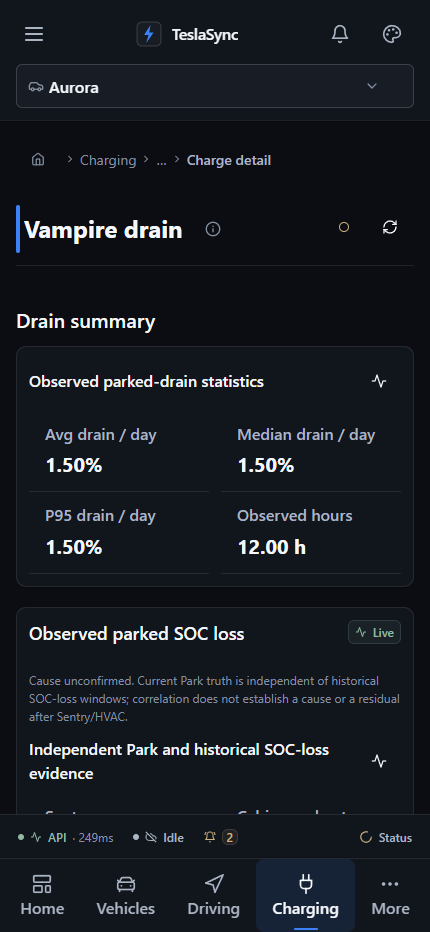 TeslaSync
Aurora
Charging ... Charge detail
Vampire drain
Drain summary
Observed parked-drain statistics
Avg drain / day
1.50%
Median drain / day
1.50%
P95 drain / day
1.50%
Observed hours
12.00 h
Observed parked SOC loss
Live
Cause unconfirmed. Current Park truth is independent of historical
SOC-loss windows; correlation does not establish a cause or a residual
after Sentry/HVAC.
Independent Park and historical SOC-loss
evidence
API · 249ms
Idle
2
Status
Home
Vehicles
Driving
Charging
More